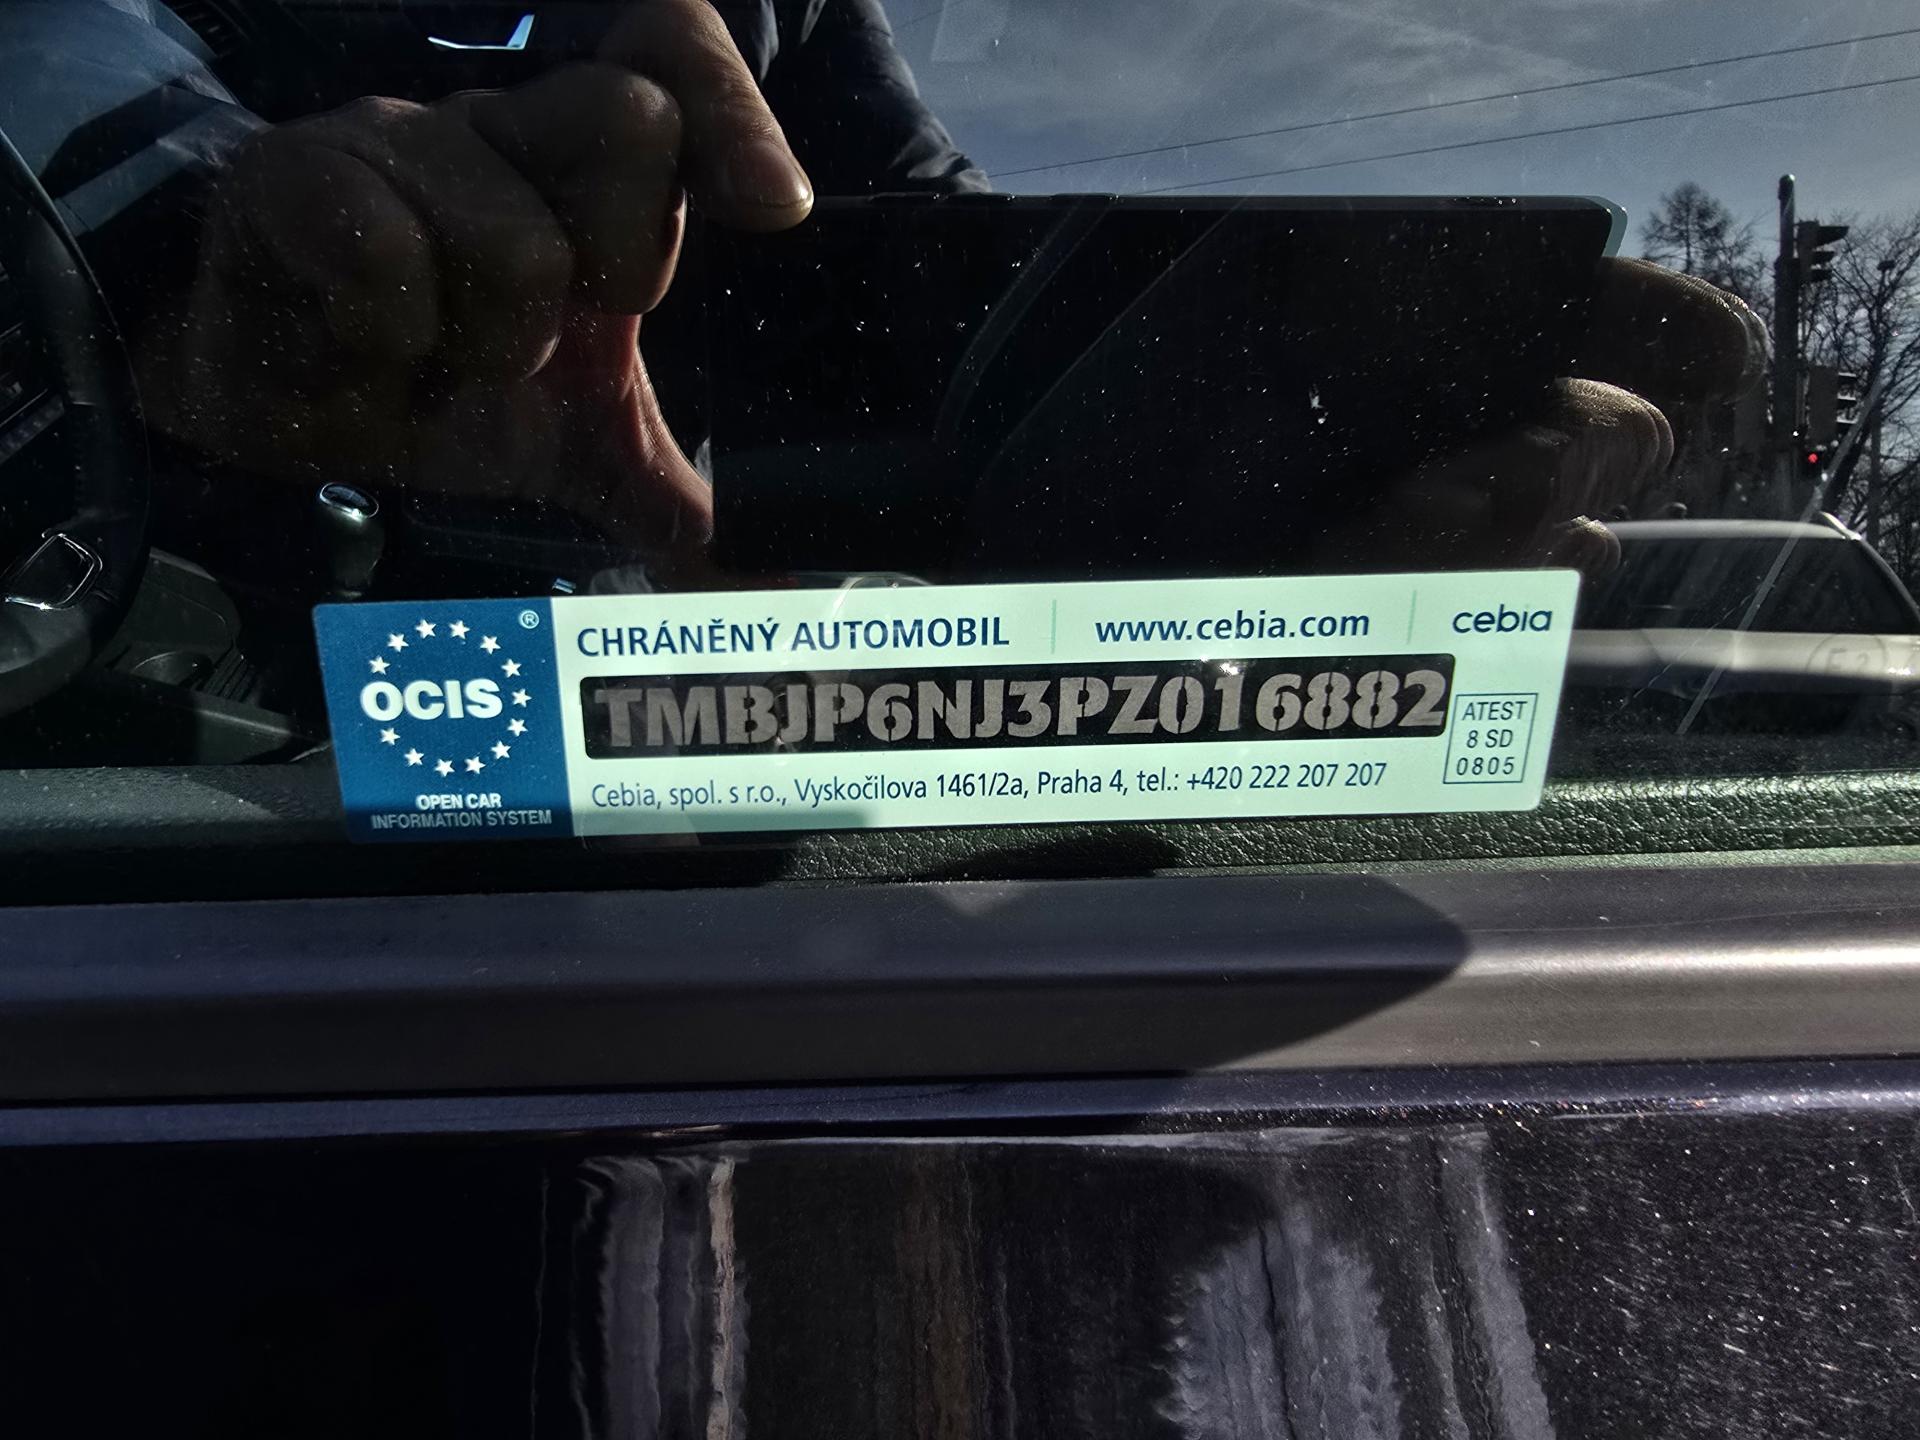 OCIS ®
OPEN CAR
INFORMATION SYSTEM
CHRÁNĚNÝ AUTOMOBIL www.cebia.com cebia
TMBJP6NJ3PZ016882
Cebia, spol. s r.o., Vyskočilova 1461/2a, Praha 4, tel.: +420 222 207 207
ATEST
8 SD
0805